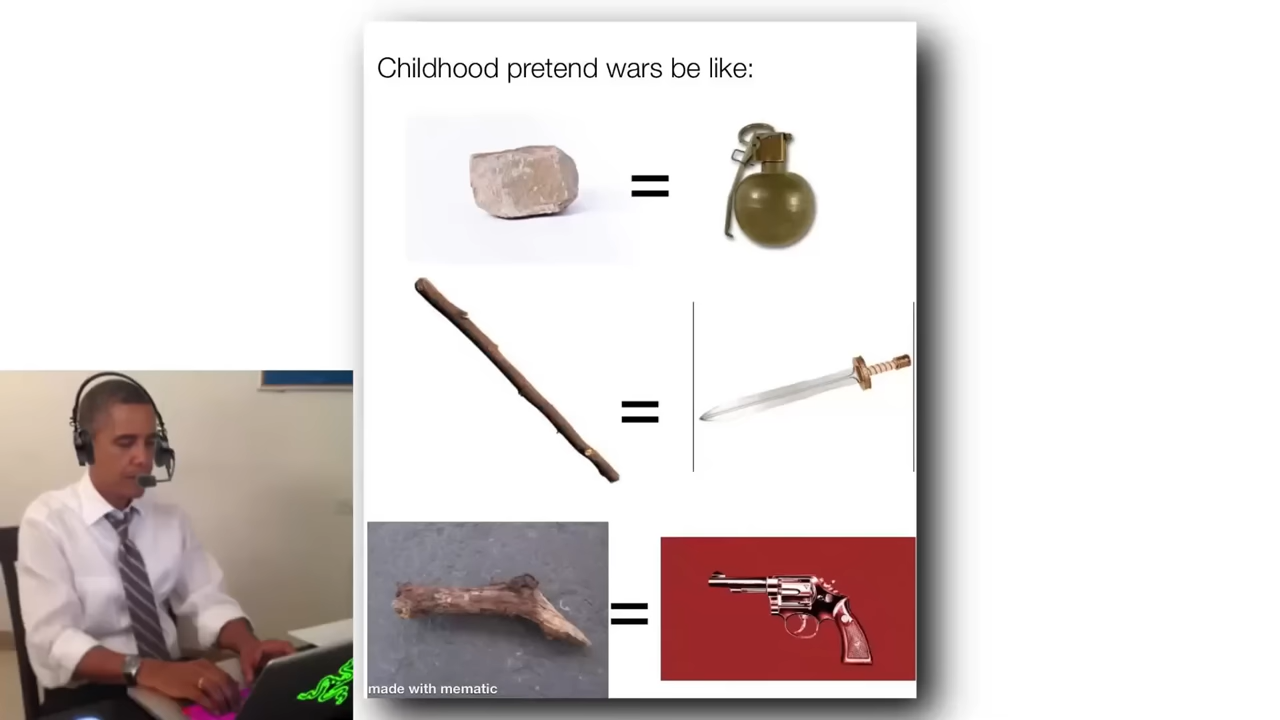 Childhood pretend wars be like:
=
=
=
made with mematic